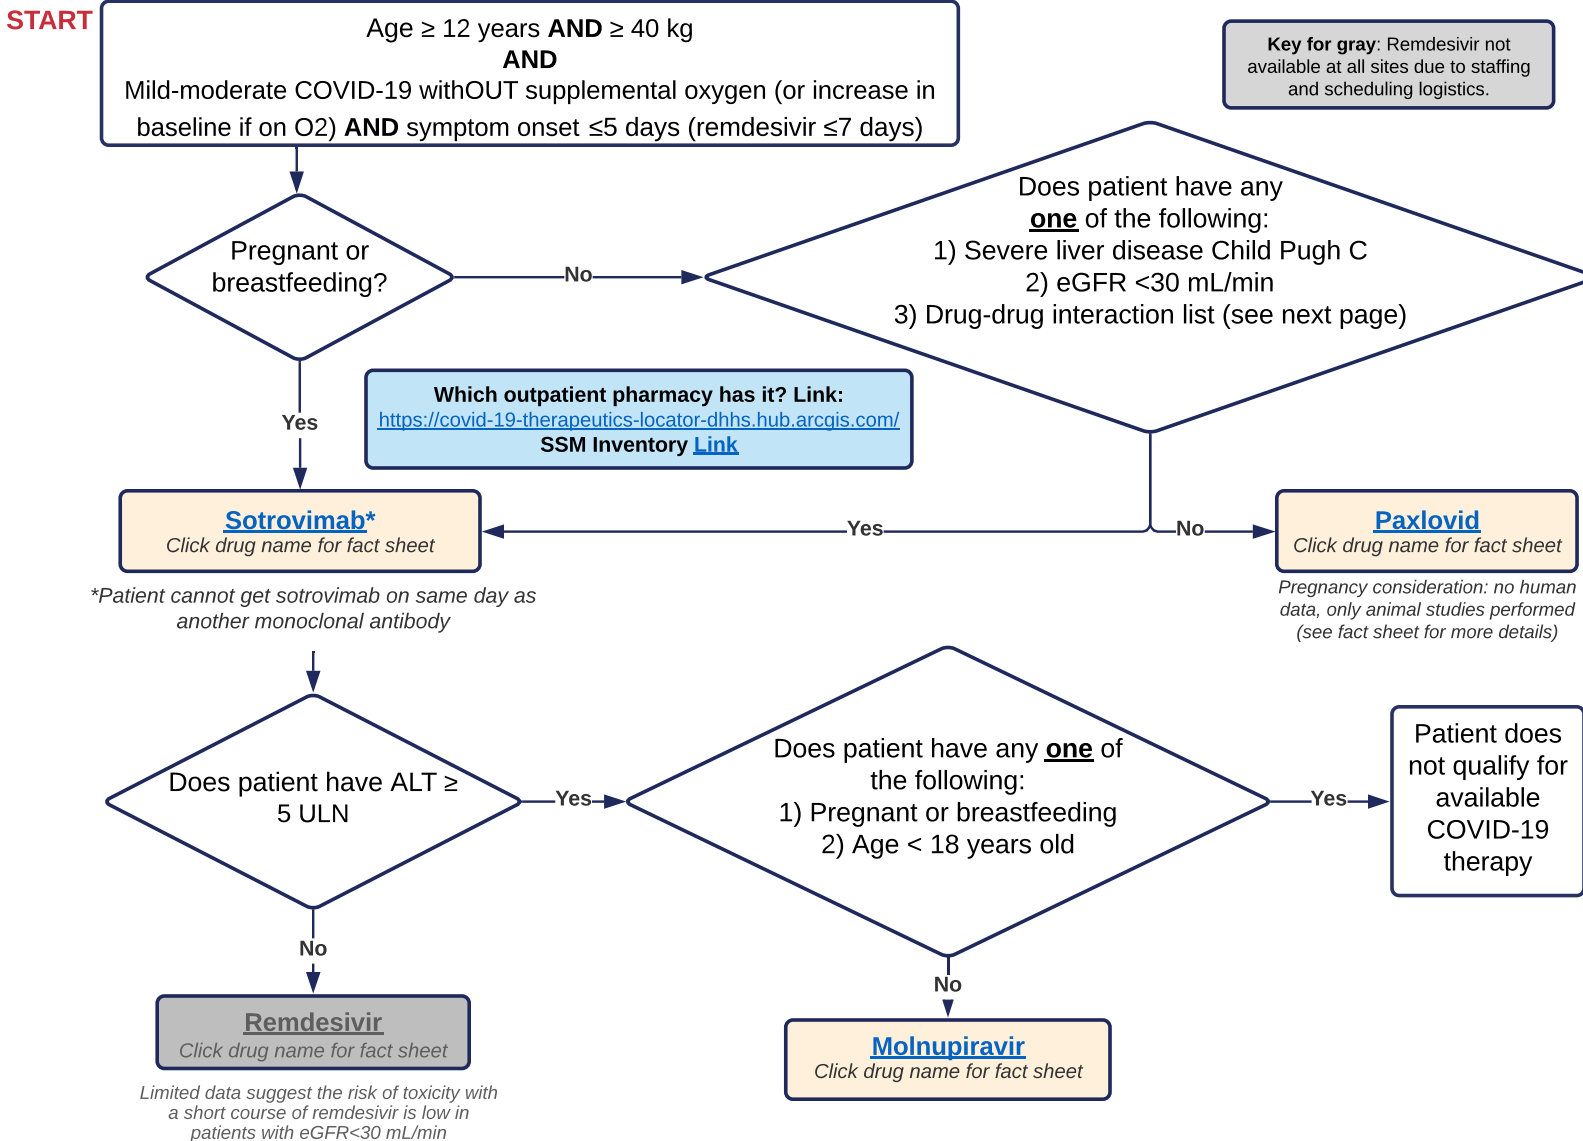 START
Age ≥ 12 years AND ≥ 40 kg
AND
Mild-moderate COVID-19 withOUT supplemental oxygen (or increase in
baseline if on O2) AND symptom onset ≤5 days (remdesivir ≤7 days)
Key for gray: Remdesivir not
available at all sites due to staffing
and scheduling logistics.
Pregnant or
breastfeeding?
No
Does patient have any
one of the following:
1) Severe liver disease Child Pugh C
2) eGFR <30 mL/min
3) Drug-drug interaction list (see next page)
Yes
Which outpatient pharmacy has it? Link:
https://covid-19-therapeutics-locator-dhhs.hub.arcgis.com/
SSM Inventory Link
Sotrovimab*
Click drug name for fact sheet
Yes
No
Paxlovid
Click drug name for fact sheet
*Patient cannot get sotrovimab on same day as
another monoclonal antibody
Pregnancy consideration: no human
data, only animal studies performed
(see fact sheet for more details)
Does patient have ALT ≥
5 ULN
Yes
Does patient have any one of
the following:
1) Pregnant or breastfeeding
2) Age < 18 years old
Yes
Patient does
not qualify for
available
COVID-19
therapy
No
No
Remdesivir
Click drug name for fact sheet
Molnupiravir
Click drug name for fact sheet
Limited data suggest the risk of toxicity with
a short course of remdesivir is low in
patients with eGFR<30 mL/min